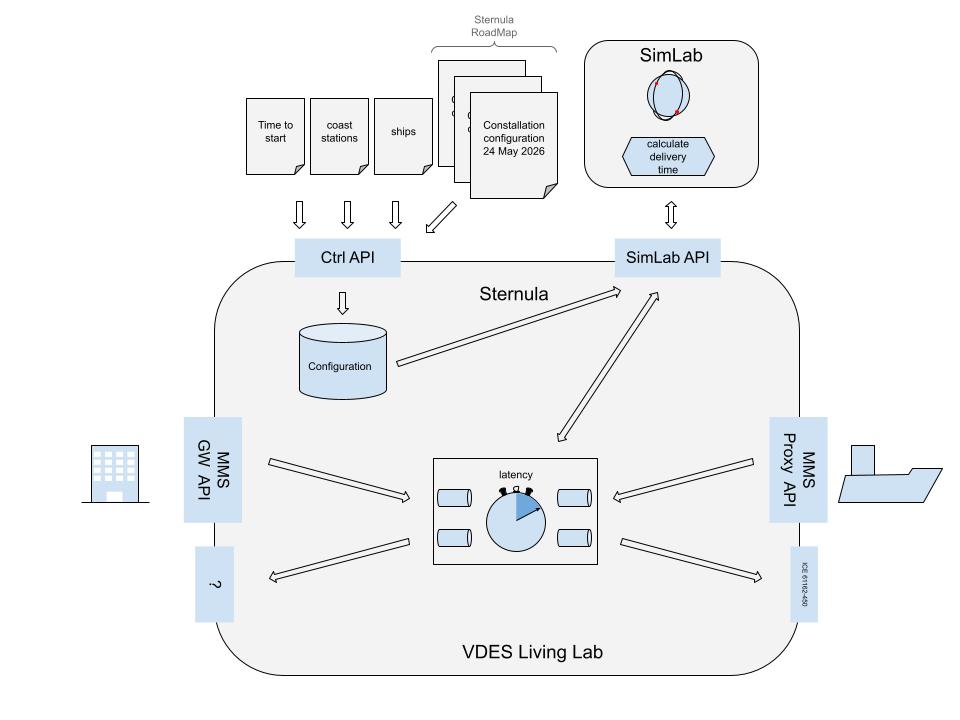 Sternula
RoadMap
SimLab
Time to
start
coast
stations
ships
Constallation
configuration
24 May 2026
calculate
delivery
time
Ctrl API
SimLab API
Sternula
Configuration
MMS
GW API
MMS
Proxy API
latency
?
ICE 61162-450
VDES Living Lab